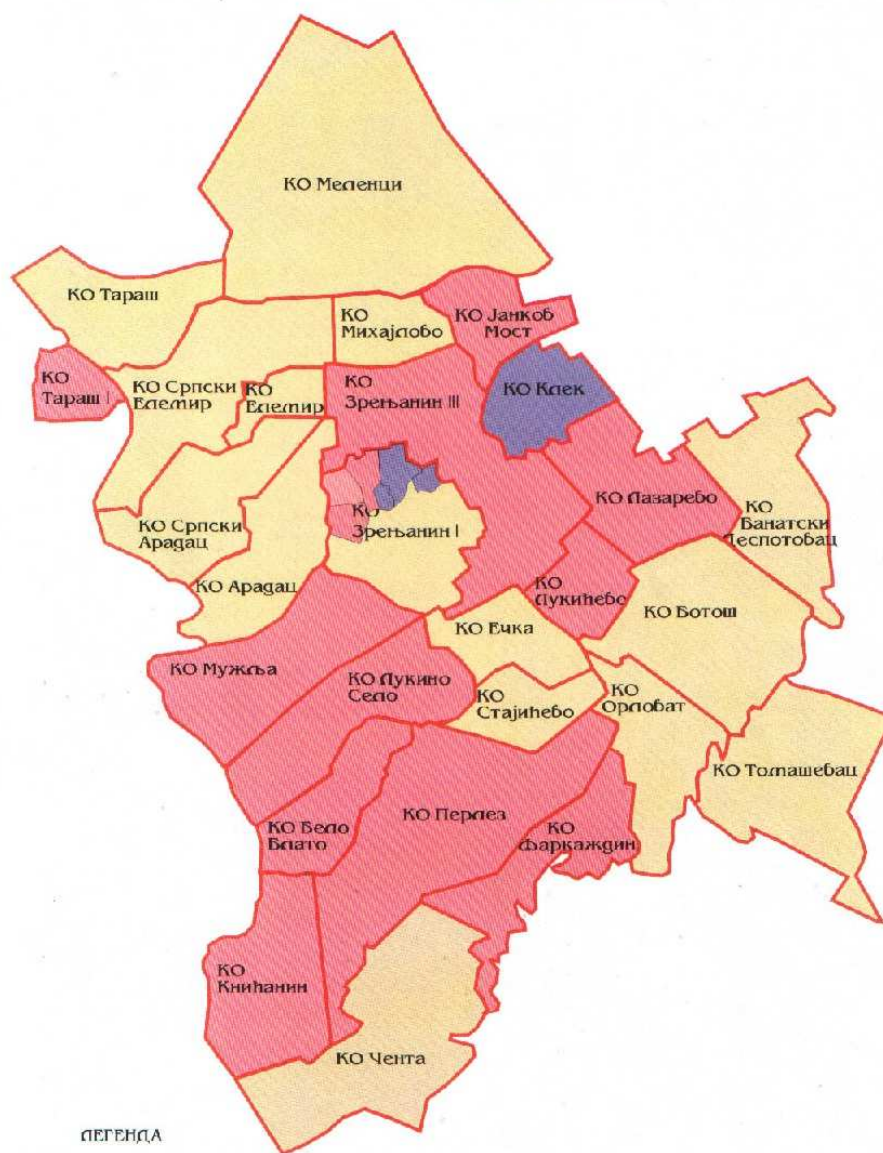 КО Меленци
КО Тараш
КО
Михајлово
КО Јанков
Мост
КО
Тараш I
КО Српски
Елемир
КО
Елемир
КО
Зрењанин III
КО Клек
КО Српски
Арадац
КО
Зрењанин I
КО Лазарево
КО
Банатски
Деспотовац
КО Арадац
КО
Лукићево
КО Ечка
КО Ботош
КО Мужља
КО Лукино
Село
КО
Стајићево
КО
Орловат
КО Томашевац
КО Бело
Блато
КО Перлез
КО
Фаркаждин
КО
Книћанин
КО Чента
ЛЕГЕНДА